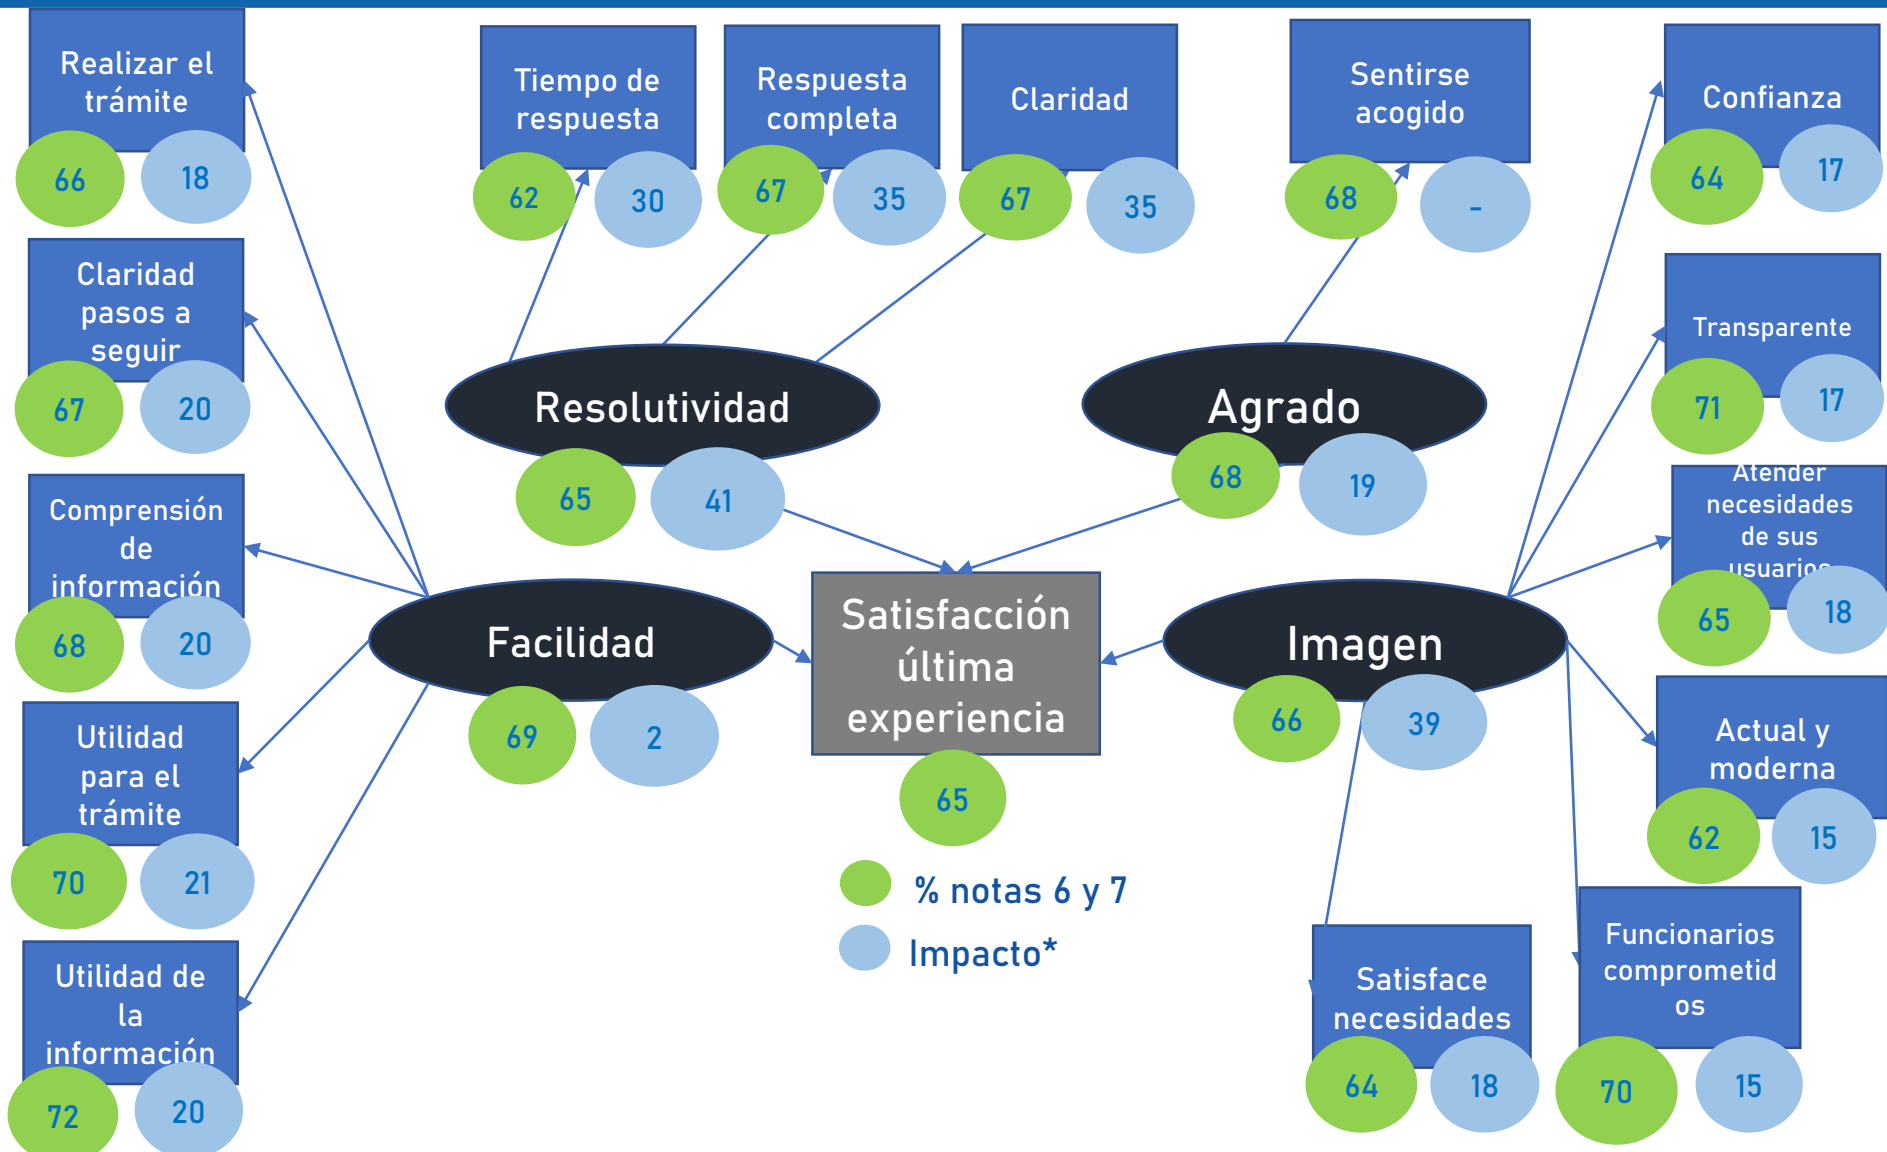 Realizar el
trámite
66
18
Claridad
pasos a
seguir
67
20
Comprensión
de
información
68
20
Utilidad
para el
trámite
70
21
Utilidad de
la
información
72
20
Tiempo de
respuesta
62
30
Respuesta
completa
67
35
Claridad
67
35
Sentirse
acogido
68
-
Resolutividad
65
41
Agrado
68
19
Facilidad
69
2
Satisfacción
última
experiencia
65
Imagen
66
39
% notas 6 y 7
Impacto*
Confianza
64
17
Transparente
71
17
Atender
necesidades
de sus
usuarios
65
18
Actual y
moderna
62
15
Satisface
necesidades
64
18
Funcionarios
comprometid
os
70
15